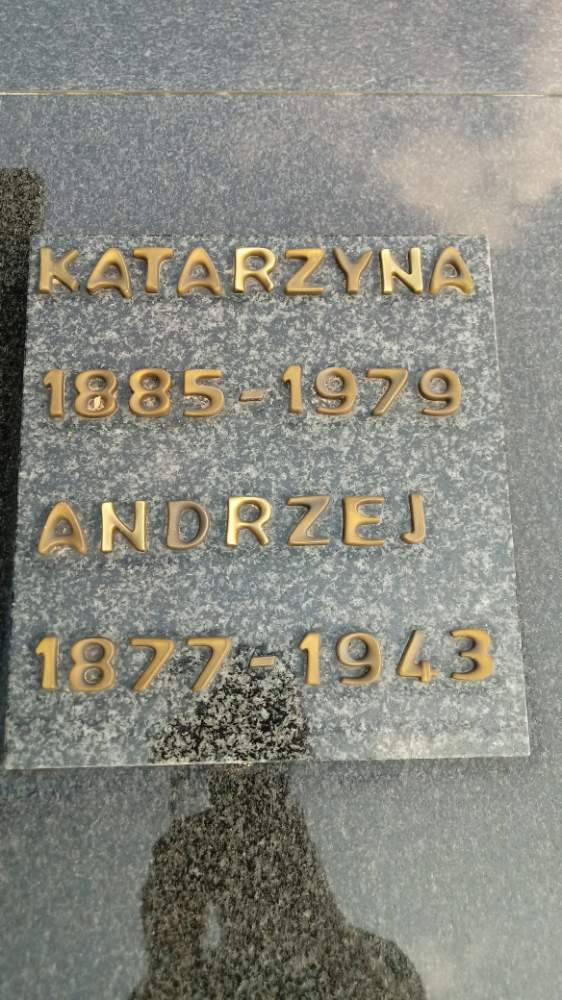 KATARZYNA
1885-1979
ANDRZEJ
1877-1943